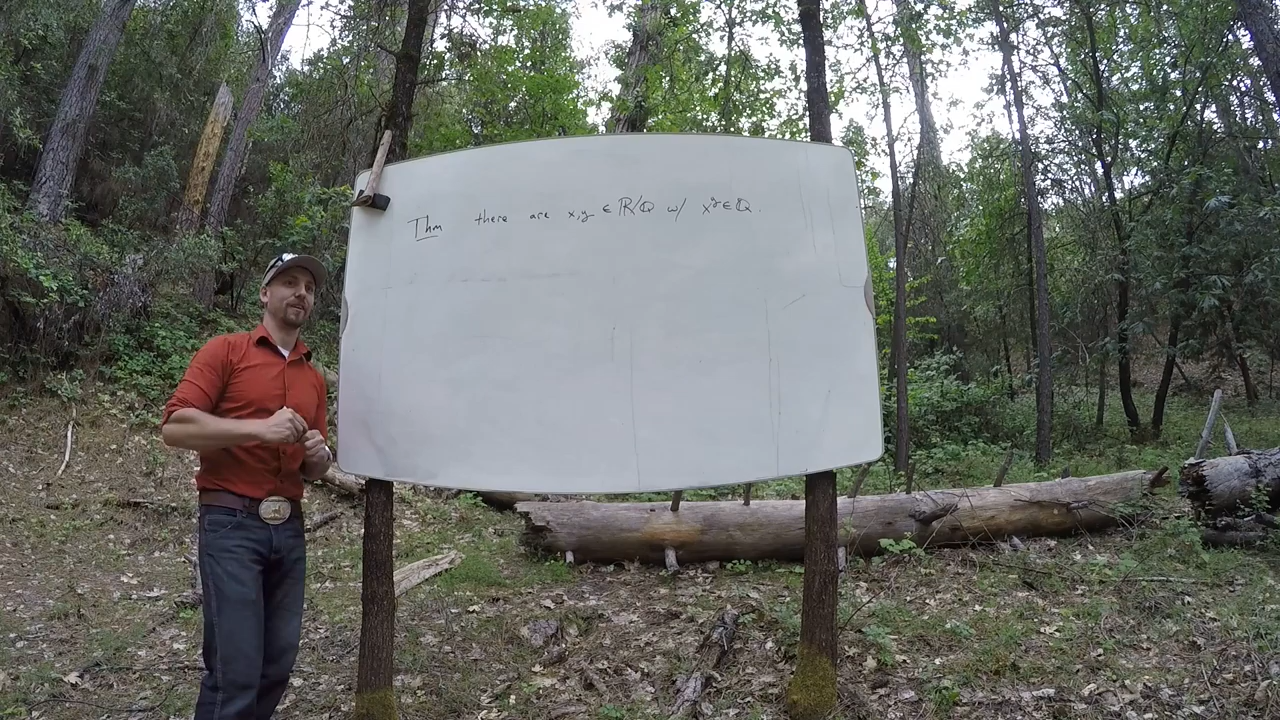 Thm there are x,y ∈ ℝ/ℚ w/ x^y ∈ ℚ.